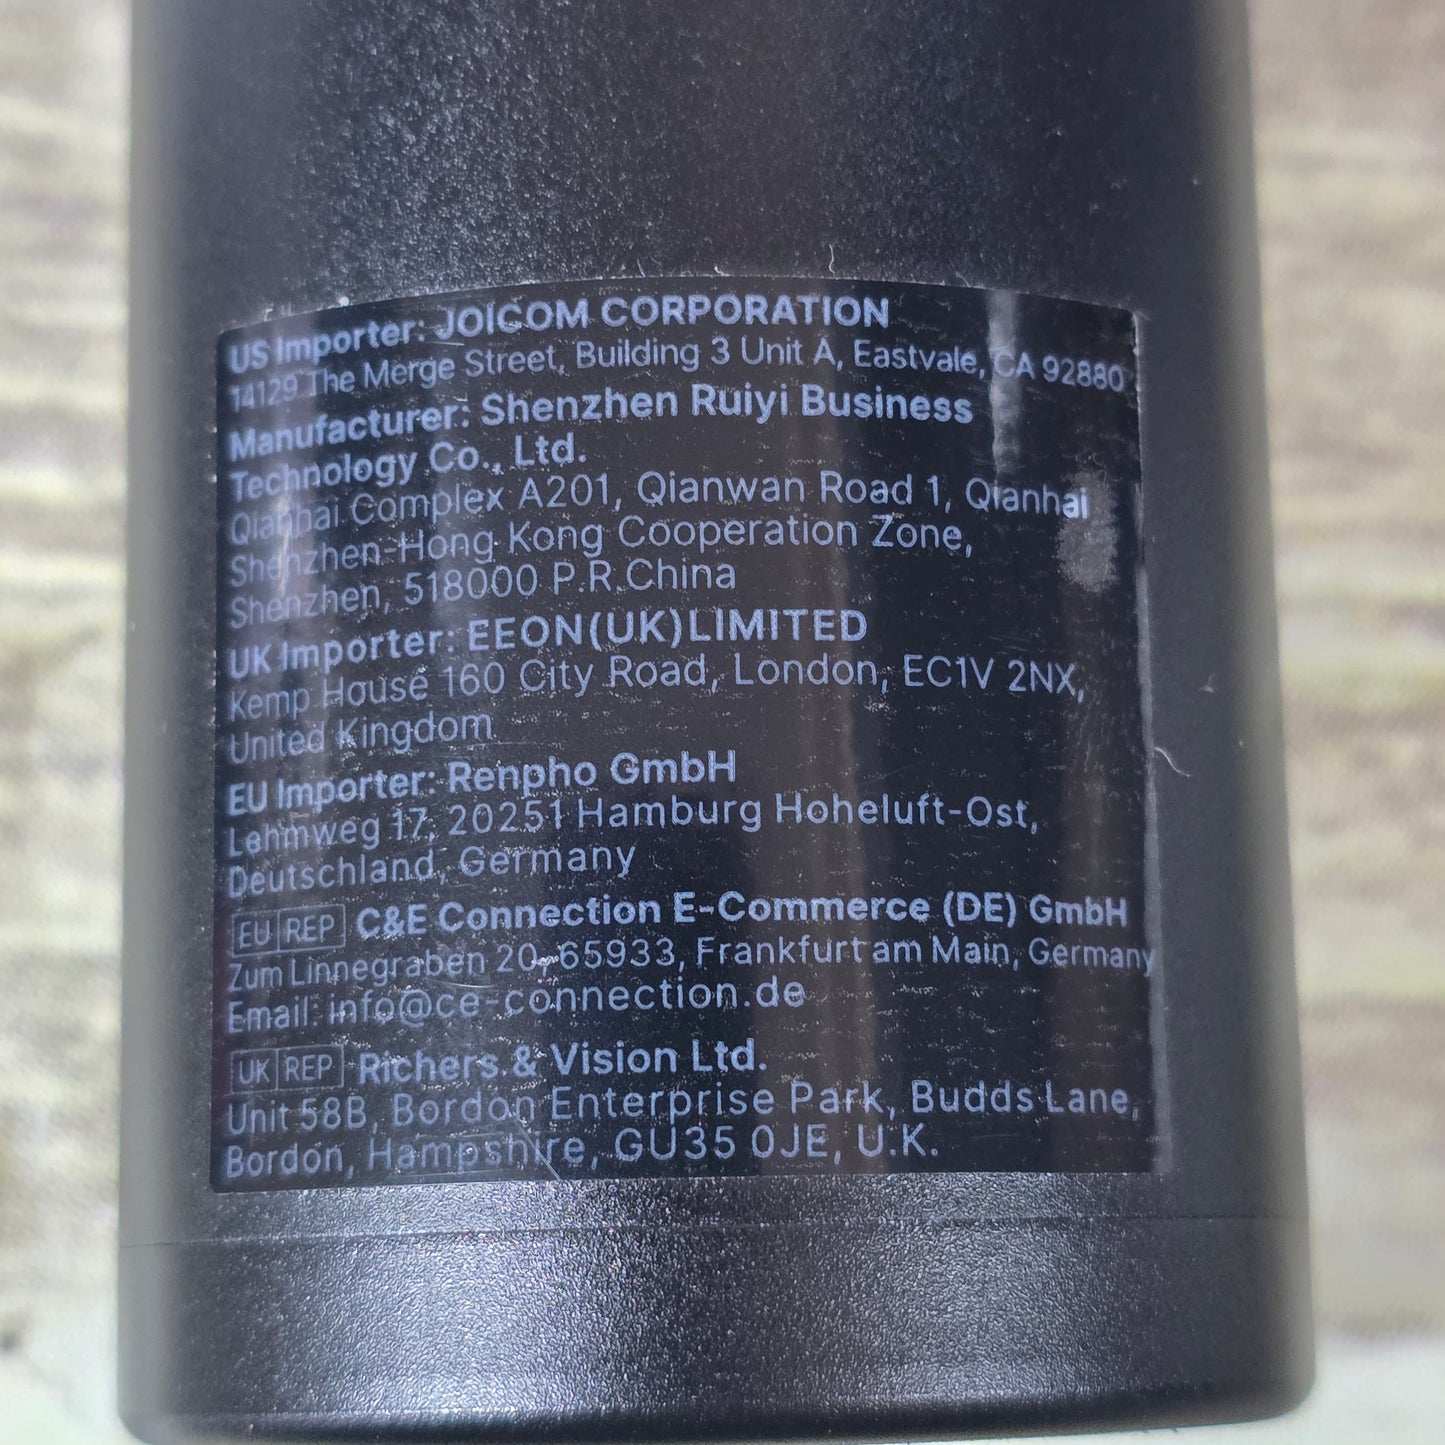 US Importer: JOICOM CORPORATION
14129 The Merge Street, Building 3 Unit A, Eastvale, CA 92880
Manufacturer: Shenzhen Ruiyi Business
Technology Co., Ltd.
Qianhai Complex A201, Qianwan Road 1, Qianhai
Shenzhen-Hong Kong Cooperation Zone,
Shenzhen, 518000 P.R.China
UK Importer: EEON(UK)LIMITED
Kemp House 160 City Road, London, EC1V 2NX,
United Kingdom
EU Importer: Renpho GmbH
Lehmweg 17, 20251 Hamburg Hoheluft-Ost,
Deutschland, Germany
EU REP C&E Connection E-Commerce (DE) GmbH
Zum Linnegraben 20, 65933, Frankfurt am Main, Germany
Email: info@ce-connection.de
UK REP Richers & Vision Ltd.
Unit 58B, Bordon Enterprise Park, Budds Lane,
Bordon, Hampshire, GU35 0JE, U.K.